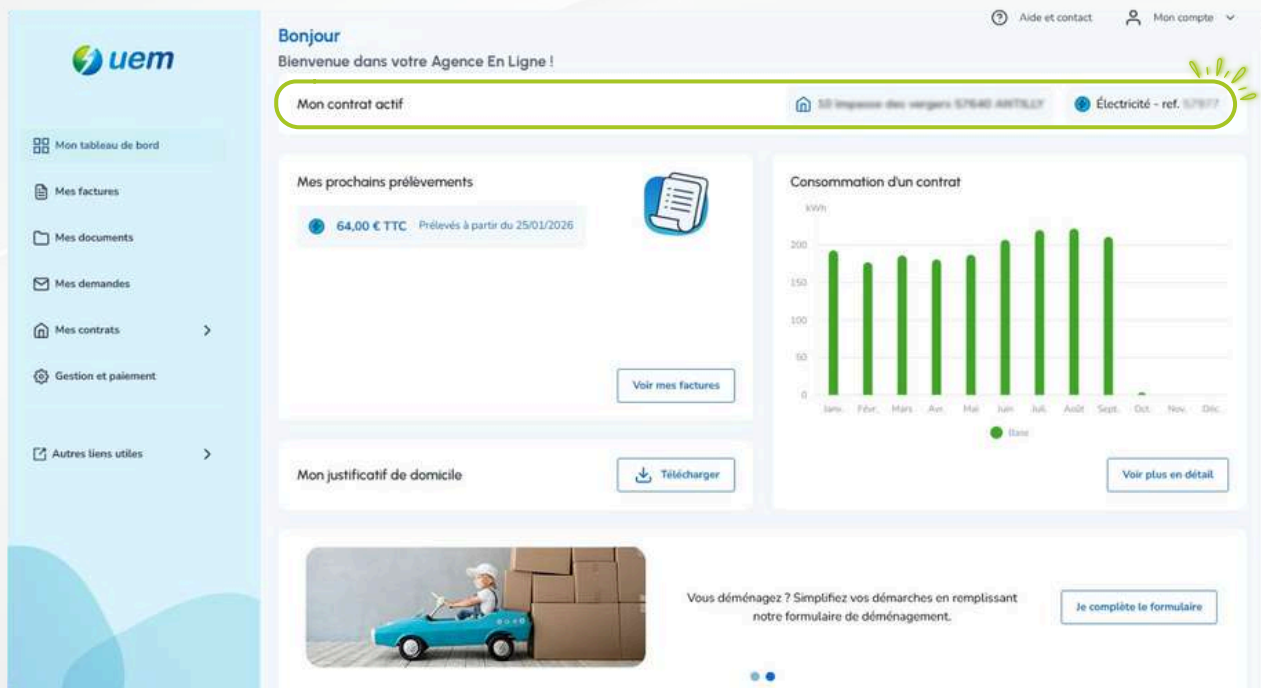 Aide et contact
Mon compte
uem
Bonjour
Bienvenue dans votre Agence En Ligne !
Mon contrat actif
Électricité - ref.
Mon tableau de bord
Mes factures
Mes documents
Mes demandes
Mes contrats
Gestion et paiement
Autres liens utiles
Mes prochains prélèvements
64,00 € TTC Prélevés à partir du 25/01/2026
Voir mes factures
Mon justificatif de domicile
Télécharger
Consommation d'un contrat
kWh
200
150
100
50
0
Janv. Févr. Mars Avr. Mai Juin Juil. Août Sept. Oct. Nov. Déc.
Base
Voir plus en détail
Vous déménagez ? Simplifiez vos démarches en remplissant
notre formulaire de déménagement.
Je complète le formulaire